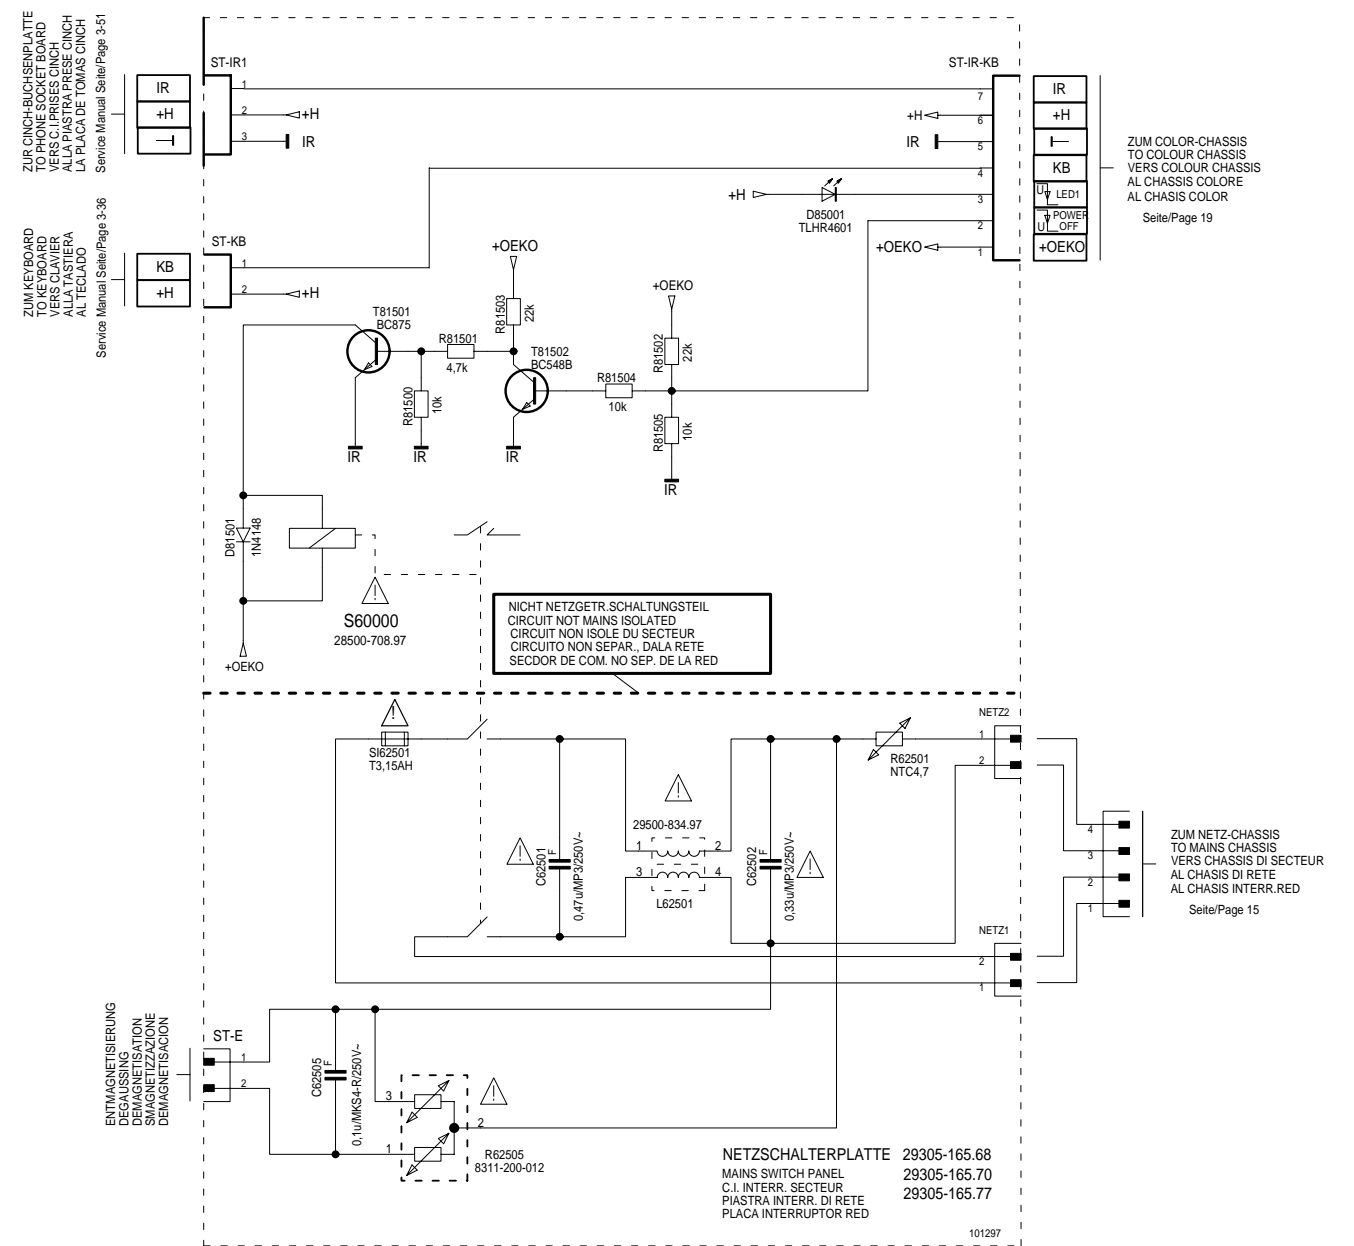 ZUR CINCH-BUCHSENPLATTE
TO PHONE SOCKET BOARD
VERS C.I.PRISES CINCH
ALLA PIASTRA PRESE CINCH
LA PLACA DE TOMAS CINCH
Service Manual Seite/Page 3-51
IR
+H
ST-IR1
1
2
3
+H
IR
ST-IR-KB
7
6
5
4
3
2
1
+H
IR
+H
D85001
TLHR4601
+OEKO
IR
+H
KB
U
LED1
U
POWER
OFF
+OEKO
ZUM COLOR-CHASSIS
TO COLOUR CHASSIS
VERS COLOUR CHASSIS
AL CHASSIS COLORE
AL CHASIS COLOR
Seite/Page 19
ZUM KEYBOARD
TO KEYBOARD
VERS CLAVIER
ALLA TASTIERA
AL TECLADO
Service Manual Seite/Page 3-36
KB
+H
ST-KB
1
2
+H
+OEKO
R81503
22k
T81501
BC875
R81501
4,7k
R81500
10k
T81502
BC548B
R81504
10k
+OEKO
R81502
22k
R81505
10k
IR
IR
IR
IR
D81501
1N4148
+OEKO
S60000
28500-708.97
NICHT NETZGETR.SCHALTUNGSTEIL
CIRCUIT NOT MAINS ISOLATED
CIRCUIT NON ISOLE DU SECTEUR
CIRCUITO NON SEPAR., DALA RETE
SECDOR DE COM. NO SEP. DE LA RED
SI62501
T3,15AH
C62501
F
0,47u/MP3/250V~
29500-834.97
1
2
3
4
L62501
C62502
F
0,33u/MP3/250V~
R62501
NTC4,7
NETZ2
1
2
NETZ1
2
1
4
3
2
1
ZUM NETZ-CHASSIS
TO MAINS CHASSIS
VERS CHASSIS DI SECTEUR
AL CHASIS DI RETE
AL CHASIS INTERR.RED
Seite/Page 15
ENTMAGNETISIERUNG
DEGAUSSING
DEMAGNETISATION
SMAGNETIZZAZIONE
DEMAGNETISACION
ST-E
1
2
C62505
F
0,1u/MKS4-R/250V~
3
1
2
R62505
8311-200-012
NETZSCHALTERPLATTE 29305-165.68
MAINS SWITCH PANEL 29305-165.70
C.I. INTERR. SECTEUR 29305-165.77
PIASTRA INTERR. DI RETE
PLACA INTERRUPTOR RED
101297